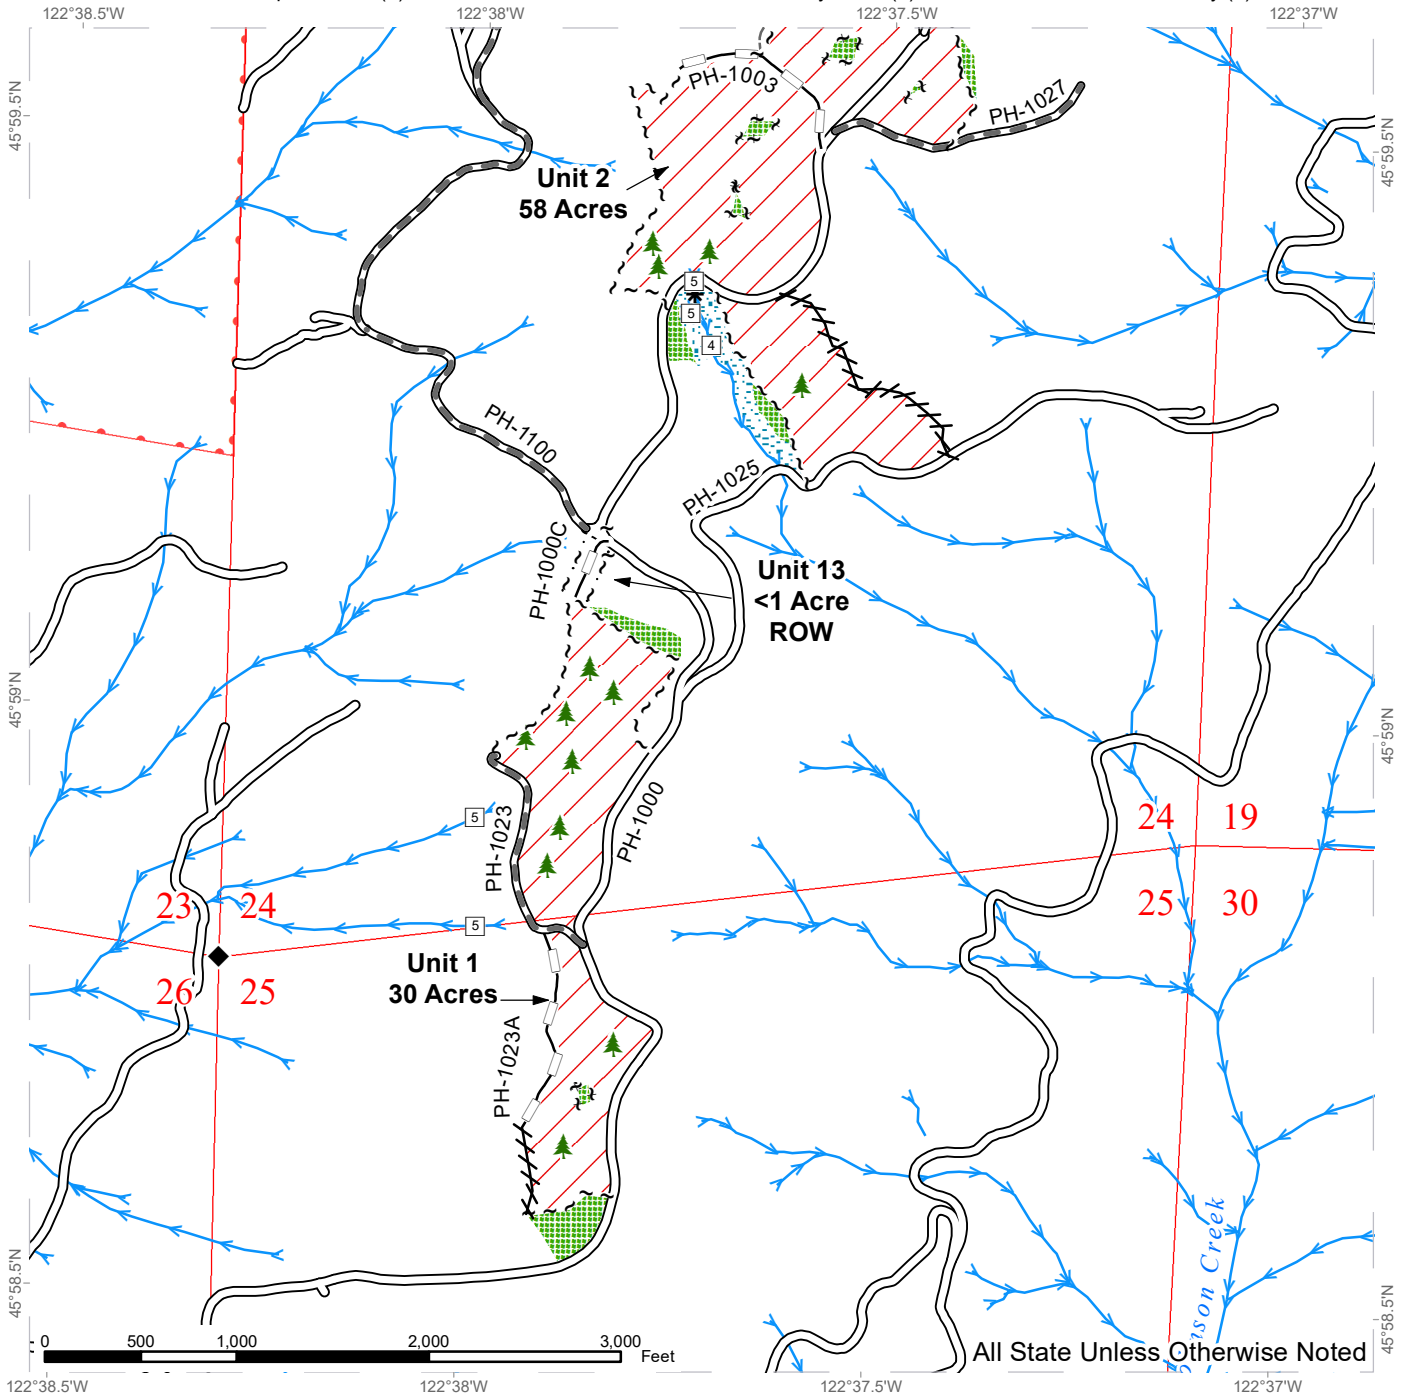 122°38.5'W
122°38'W
122°37.5'W
122°37'W
45°59.5'N
45°59.5'N
PH-1003
PH-1027
Unit 2
58 Acres
5
5
4
PH-1100
PH-1025
PH-1000C
Unit 13
<1 Acre
ROW
45°59'N
45°59'N
PH-1000
PH-1023
5
24
19
23
24
25
30
5
Unit 1
30 Acres
26
25
PH-1023A
45°58.5'N
45°58.5'N
0
500
1,000
2,000
3,000
Feet
son Creek
All State Unless Otherwise Noted
122°38.5'W
122°38'W
122°37.5'W
122°37'W